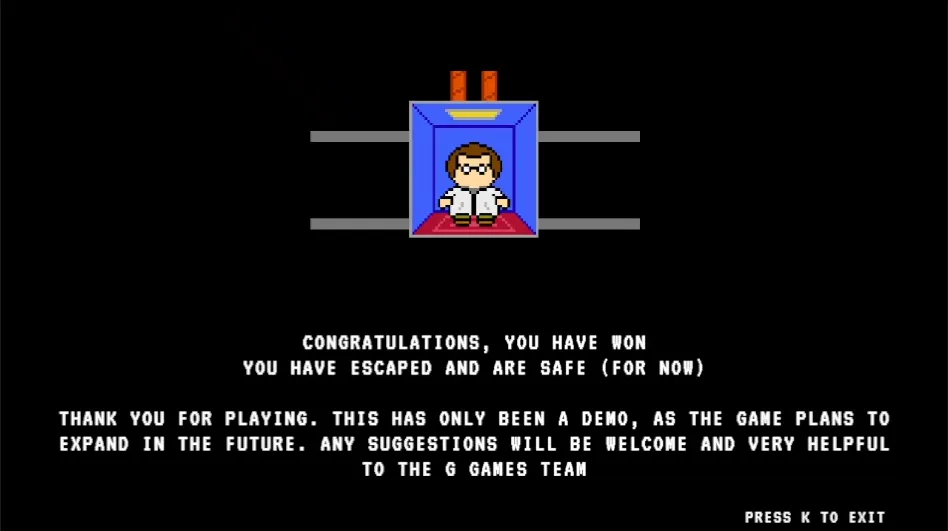 CONGRATULATIONS, YOU HAVE WON
YOU HAVE ESCAPED AND ARE SAFE (FOR NOW)
THANK YOU FOR PLAYING. THIS HAS ONLY BEEN A DEMO, AS THE GAME PLANS TO
EXPAND IN THE FUTURE. ANY SUGGESTIONS WILL BE WELCOME AND VERY HELPFUL
TO THE G GAMES TEAM
PRESS K TO EXIT